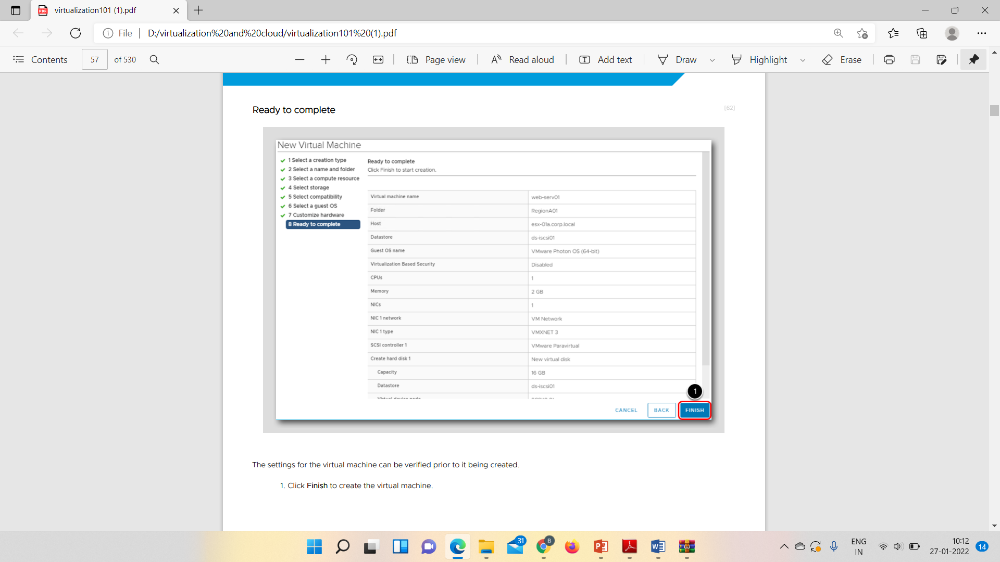 virtualization101 (1).pdf
File
D:/virtualization%20and%20cloud/virtualization101%20(1).pdf
Contents
57
of 530
Page view
Read aloud
Add text
Draw
Highlight
Erase
Ready to complete
[62]
New Virtual Machine
1 Select a creation type
2 Select a name and folder
3 Select a compute resource
4 Select storage
5 Select compatibility
6 Select a guest OS
7 Customize hardware
8 Ready to complete
Ready to complete
Click Finish to start creation.
Virtual machine name web-serv01
Folder RegionA01
Host esx-01a.corp.local
Datastore ds-iscsi01
Guest OS name VMware Photon OS (64-bit)
Virtualization Based Security Disabled
CPUs 1
Memory 2 GB
NICs 1
NIC 1 network VM Network
NIC 1 type VMXNET 3
SCSI controller 1 VMware Paravirtual
Create hard disk 1 New virtual disk
Capacity 16 GB
Datastore ds-iscsi01
Virtual device node
1
CANCEL BACK FINISH
The settings for the virtual machine can be verified prior to it being created.
1. Click Finish to create the virtual machine.
31
B
ENG
IN
10:12
27-01-2022
14